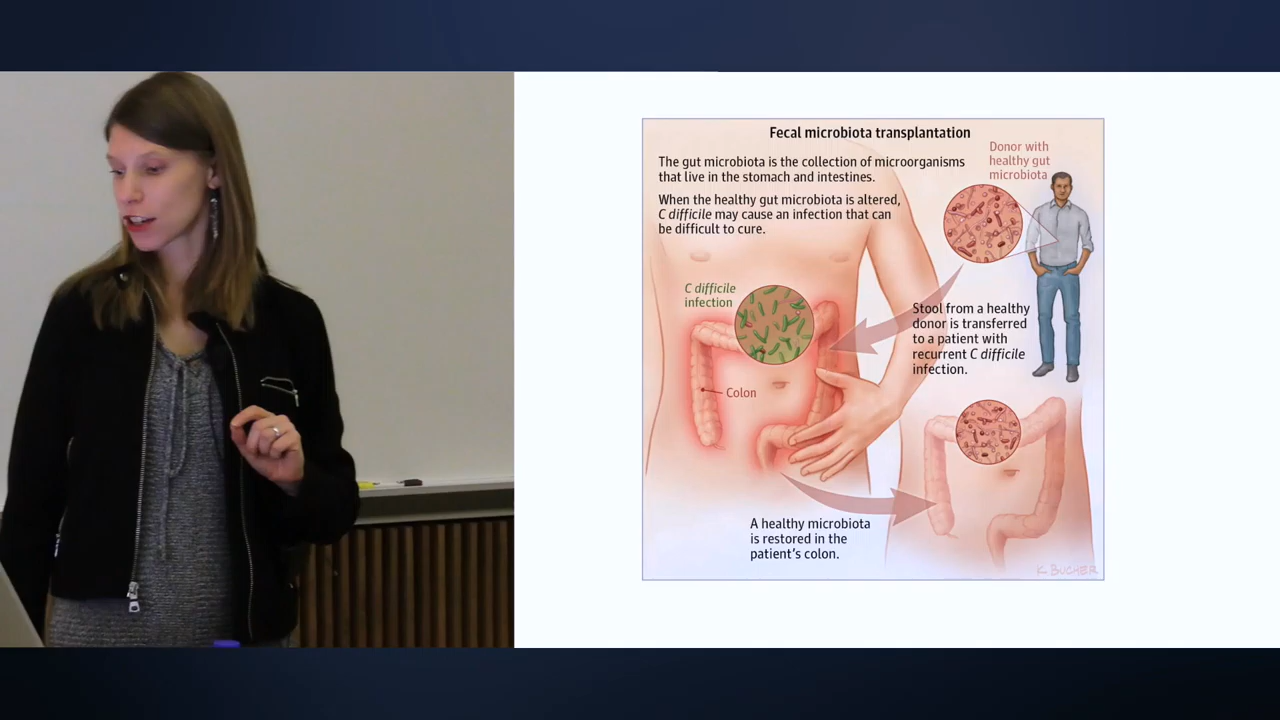 Fecal microbiota transplantation
The gut microbiota is the collection of microorganisms
that live in the stomach and intestines.
When the healthy gut microbiota is altered,
C difficile may cause an infection that can
be difficult to cure.
Donor with
healthy gut
microbiota
C difficile
infection
Colon
Stool from a healthy
donor is transferred
to a patient with
recurrent C difficile
infection.
A healthy microbiota
is restored in the
patient's colon.
K BUCHER